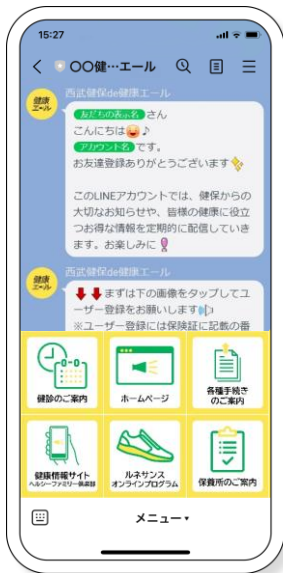 15:27
〇〇健…エール
健康
エール
西武健保de健康エール
友だちの表示名 さん
こんにちは😄♪
アカウント名 です。
お友達登録ありがとうございます✨
このLINEアカウントでは、健保からの
大切なお知らせや、皆様の健康に役立
つお得な情報を定期的に配信していき
ます。お楽しみに
健康
エール
西武健保de健康エール
まずは下の画像をタップしてユ
ーザー登録をお願いします
※ユーザー登録には保険証に記載の番
健診のご案内
ホームページ
各種手続き
のご案内
健康情報サイト
ヘルシーファミリー倶楽部
ルネサンス
オンラインプログラム
保養所のご案内
メニュー▾